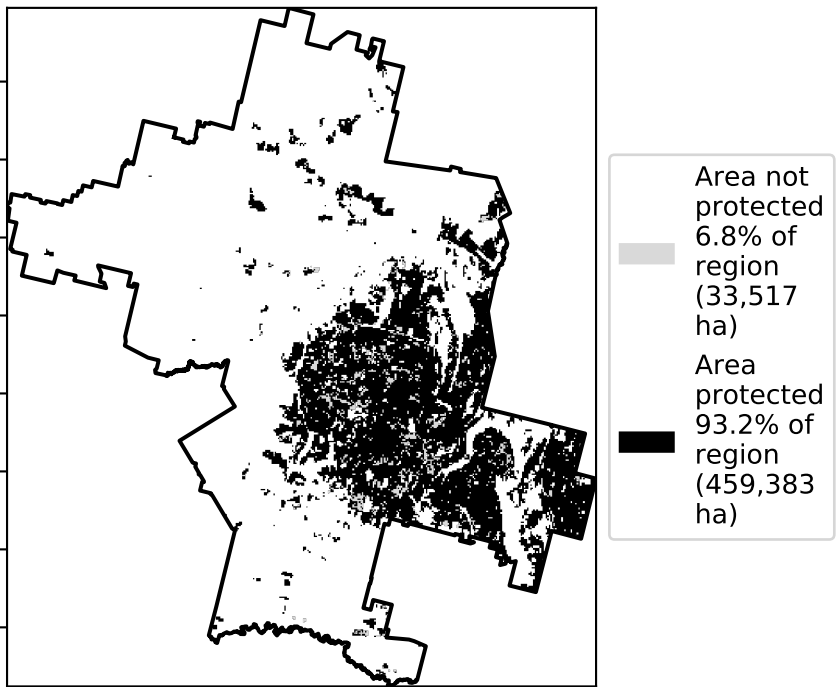 Area not
protected
6.8% of
region
(33,517
ha)
Area
protected
93.2% of
region
(459,383
ha)